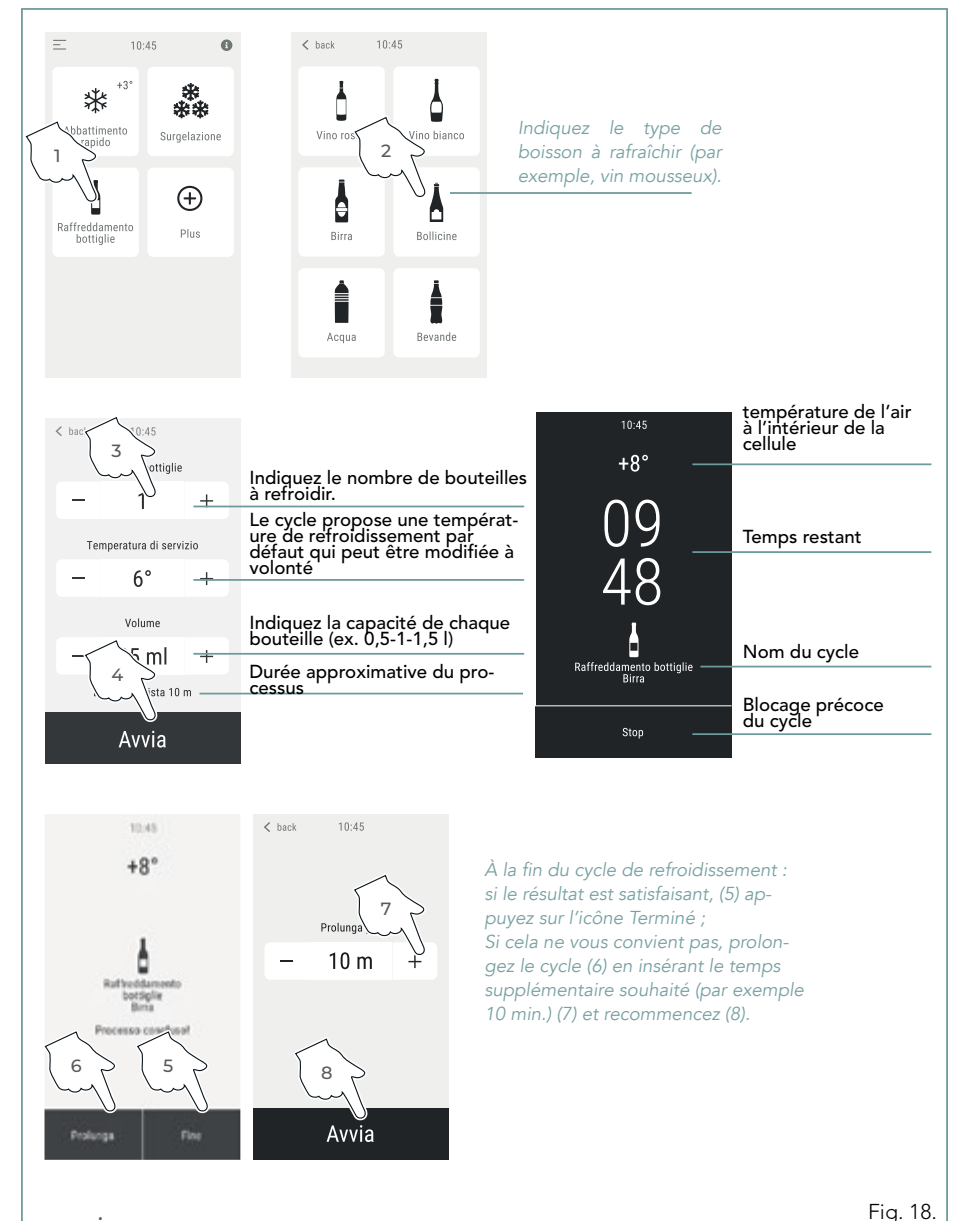 10:45
< back 10:45
+3°
Abbattimento
rapido
Surgelazione
1
Raffreddamento
bottiglie
Plus
Vino
Vino bianco
2
Birra
Bollicine
Acqua
Bevande
Indiquez le type de
boisson à rafraîchir (par
exemple, vin mousseux).
10:45
3
1
Temperatura di servizio
6°
Volume
ml
4
10 m
Avvia
Indiquez le nombre de bouteilles
à refroidir.
Le cycle propose une températ-
ure de refroidissement par
défaut qui peut être modifiée à
volonté
Indiquez la capacité de chaque
bouteille (ex. 0,5-1-1,5 l)
Durée approximative du pro-
cessus
10:45
+8°
09
48
Raffreddamento bottiglie
Birra
Stop
température de l'air
à l'intérieur de la
cellule
Temps restant
Nom du cycle
Blocage précoce
du cycle
10:45
+8°
Raffreddamento
bottiglie
Birra
Processo concluso!
6
5
Prolunga Fine
< back 10:45
7
Prolunga
– 10 m +
8
Avvia
À la fin du cycle de refroidissement :
si le résultat est satisfaisant, (5) ap-
puyez sur l'icône Terminé ;
Si cela ne vous convient pas, prolon-
gez le cycle (6) en insérant le temps
supplémentaire souhaité (par exemple
10 min.) (7) et recommencez (8).
Fig. 18.